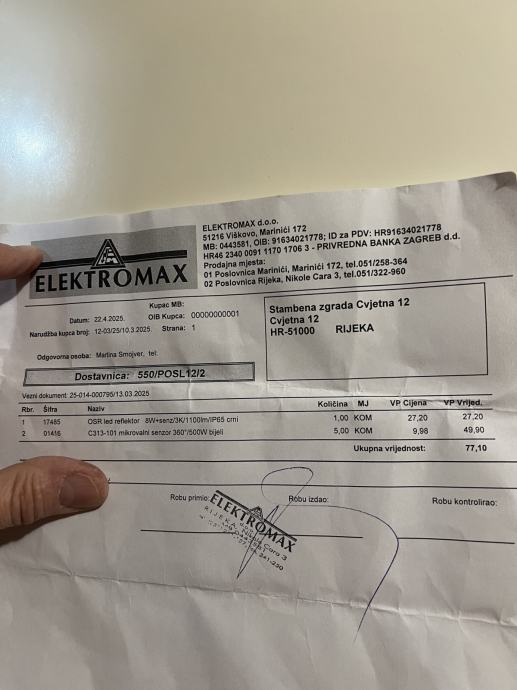 ELEKTROMAX
ELEKTROMAX d.o.o.
51216 Viškovo, Marinići 172
MB: 0443581, OIB: 91634021778; ID za PDV: HR91634021778
HR46 2340 0091 1170 1706 3 - PRIVREDNA BANKA ZAGREB d.d.
Prodajna mjesta:
01 Poslovnica Marinići, Marinići 172, tel.051/258-364
02 Poslovnica Rijeka, Nikole Cara 3, tel.051/322-960
Kupac MB:
Datum: 22.4.2025. OIB Kupca: 00000000001
Narudžba kupca broj: 12-03/25/10.3.2025. Strana: 1
Odgovorna osoba: Martina Smojver, tel:
Stambena zgrada Cvjetna 12
Cvjetna 12
HR-51000 RIJEKA
Dostavnica: 550/POSL12/2
Vezni dokument: 25-014-000795/13.03.2025
Rbr. Šifra Naziv Količina MJ VP Cijena VP Vrijed.
1 17485 OSR led reflektor 8W+senz/3K/1100lm/IP65 crni 1,00 KOM 27,20 27,20
2 01416 C313-101 mikrovalni senzor 360°/500W bijeli 5,00 KOM 9,98 49,90
Ukupna vrijednost: 77,10
Robu primio: Robu izdao: Robu kontrolirao:
ELEKTROMAX
d.o.o.
RIJEKA, Nikole Cara 3